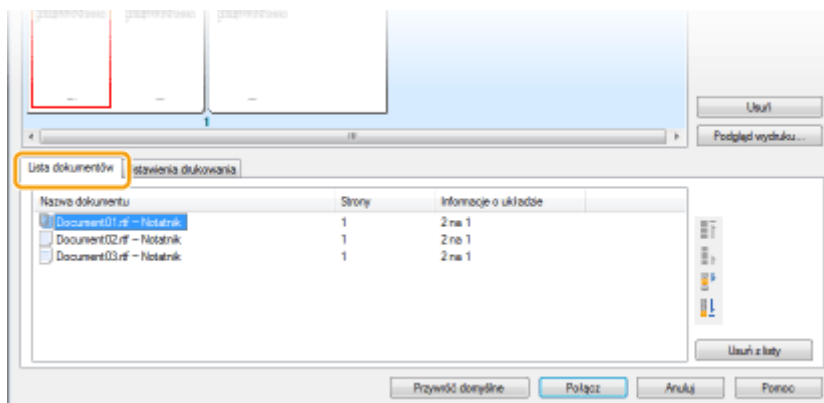 Usuń
1
Podgląd wydruku...
Lista dokumentów
stawienia drukowania
Nazwa dokumentu Strony Informacje o układzie
Document01.rtf – Notatnik 1 2 na 1
Document02.rtf – Notatnik 1 2 na 1
Document03.rtf – Notatnik 1 2 na 1
Usuń z listy
Przywróć domyślne Połącz Anuluj Pomoc